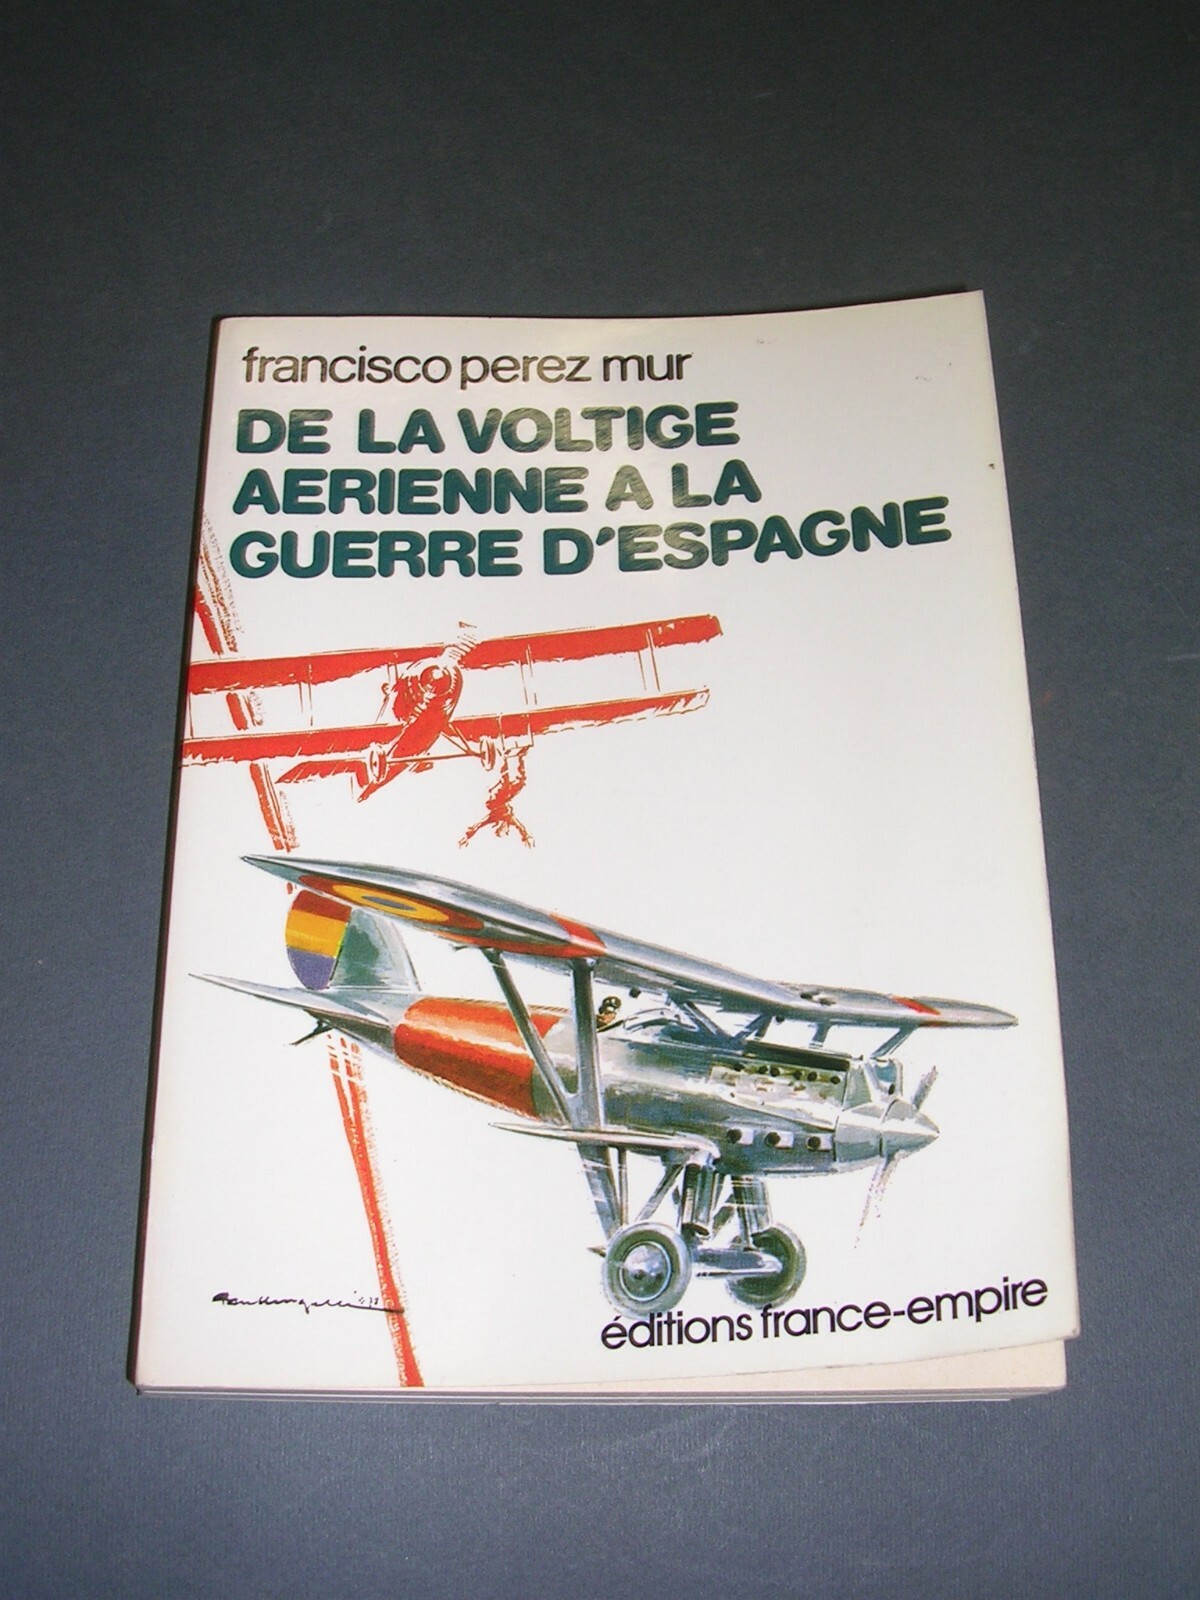 francisco perez mur
DE LA VOLTIGE
AERIENNE A LA
GUERRE D'ESPAGNE
éditions france-empire